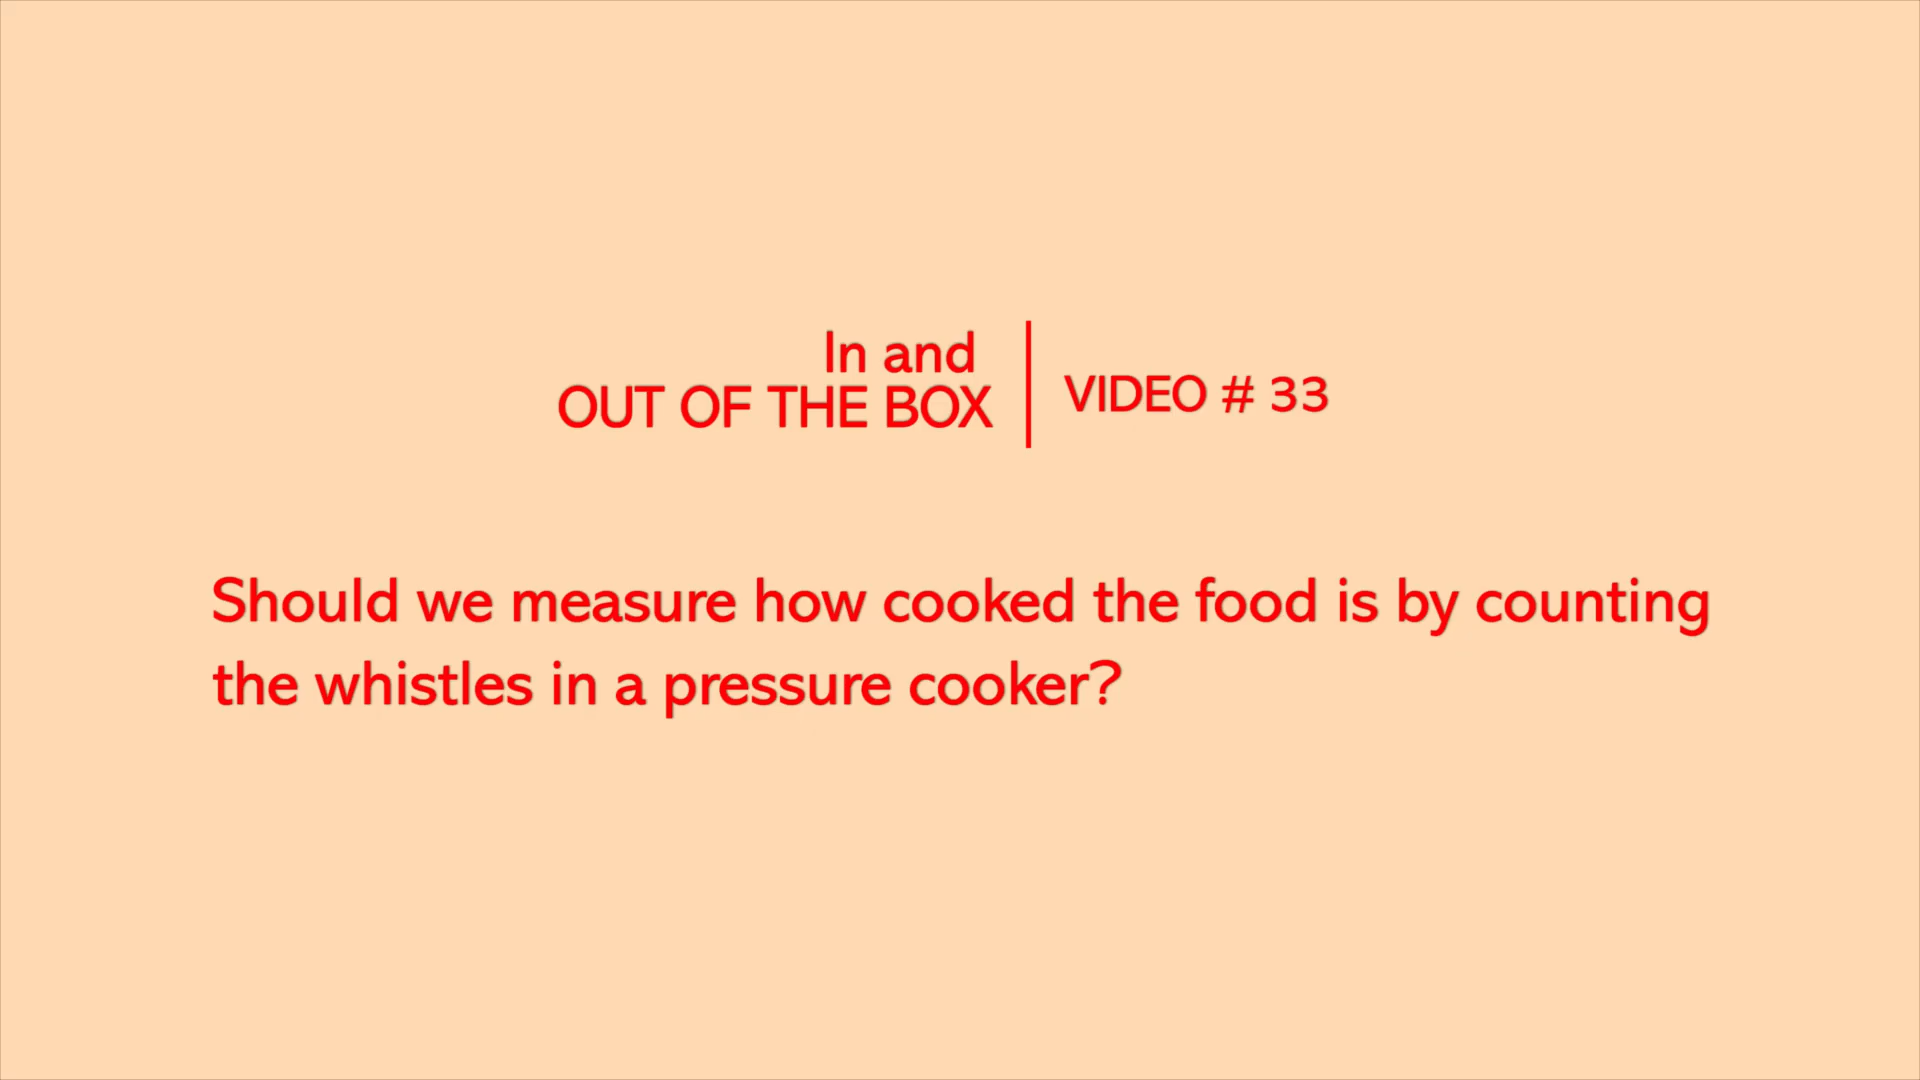 In and
OUT OF THE BOX
VIDEO # 33
Should we measure how cooked the food is by counting
the whistles in a pressure cooker?